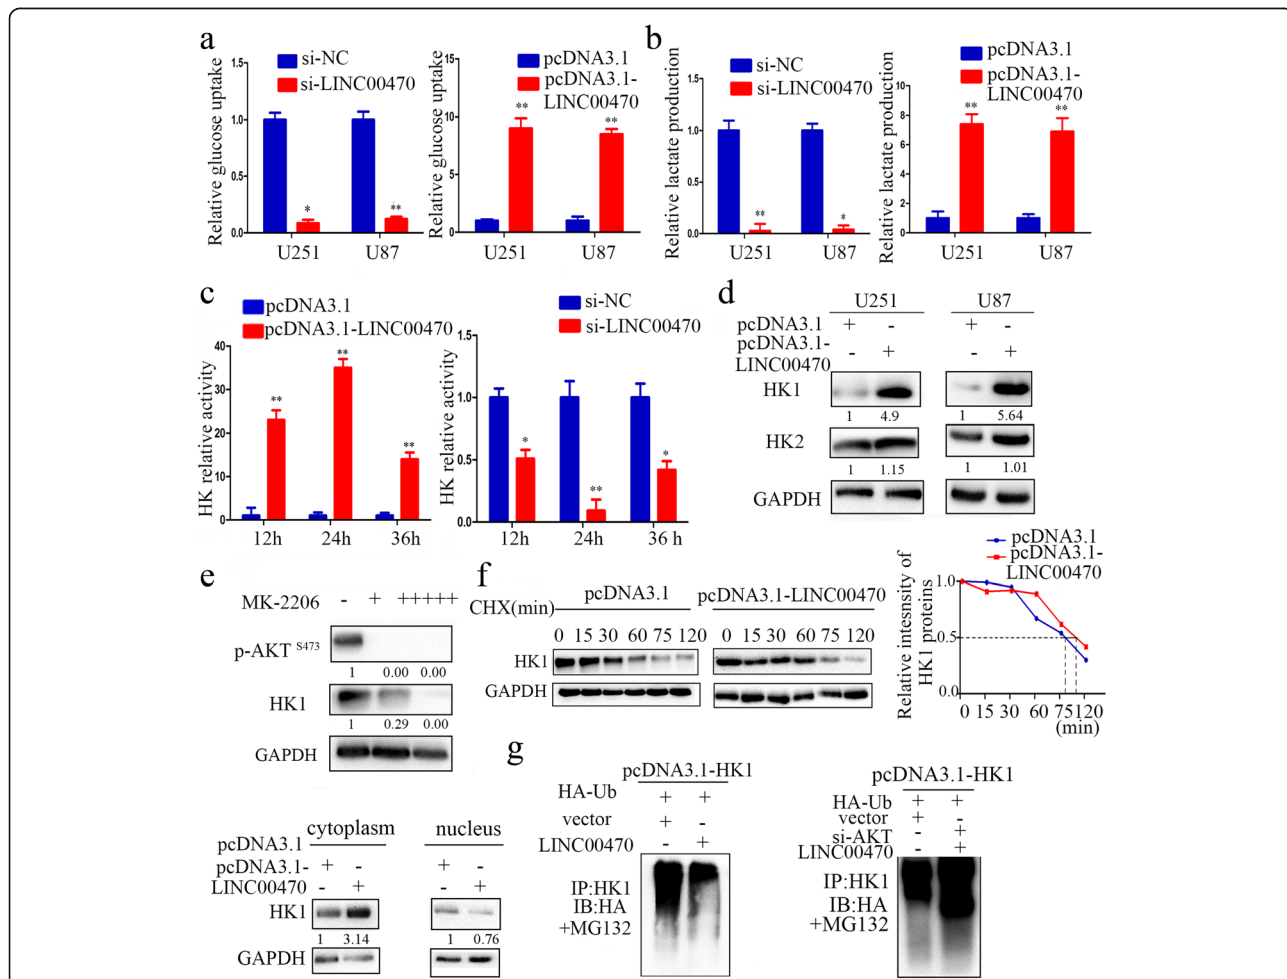 a
si-NC
si-LINC00470
Relative glucose uptake
1.5
1.0
0.5
0.0
*
**
U251
U87
pcDNA3.1
pcDNA3.1-
LINC00470
Relative glucose uptake
15
10
5
0
**
**
U251
U87
b
si-NC
si-LINC00470
Relative lactate production
1.5
1.0
0.5
0.0
**
*
U251
U87
pcDNA3.1
pcDNA3.1-
LINC00470
Relative lactate production
10
8
6
4
2
0
**
**
U251
U87
c
pcDNA3.1
pcDNA3.1-LINC00470
HK relative activity
40
30
20
10
0
**
**
**
12h
24h
36h
si-NC
si-LINC00470
HK relative activity
1.5
1.0
0.5
0.0
*
**
*
12h
24h
36 h
d
U251 U87
pcDNA3.1 + - + -
pcDNA3.1-
LINC00470 - + - +
HK1
1 4.9 1 5.64
HK2
1 1.15 1 1.01
GAPDH
e
MK-2206 - + +++++
p-AKT S473
1 0.00 0.00
HK1
1 0.29 0.00
GAPDH
cytoplasm nucleus
pcDNA3.1
pcDNA3.1- + - + -
LINC00470 - + - +
HK1
1 3.14 1 0.76
GAPDH
f
pcDNA3.1 pcDNA3.1-LINC00470
CHX(min)
0 15 30 60 75 120 0 15 30 60 75 120
HK1
GAPDH
pcDNA3.1
pcDNA3.1-
LINC00470
Relative intesnsity of
HK1 proteins
1.0
0.5
0.0
0 15 30 60 75 120
(min)
g
pcDNA3.1-HK1
HA-Ub + +
vector + -
LINC00470 - +
IP:HK1
IB:HA
+MG132
pcDNA3.1-HK1
HA-Ub + +
vector + -
si-AKT - +
LINC00470 - +
IP:HK1
IB:HA
+MG132